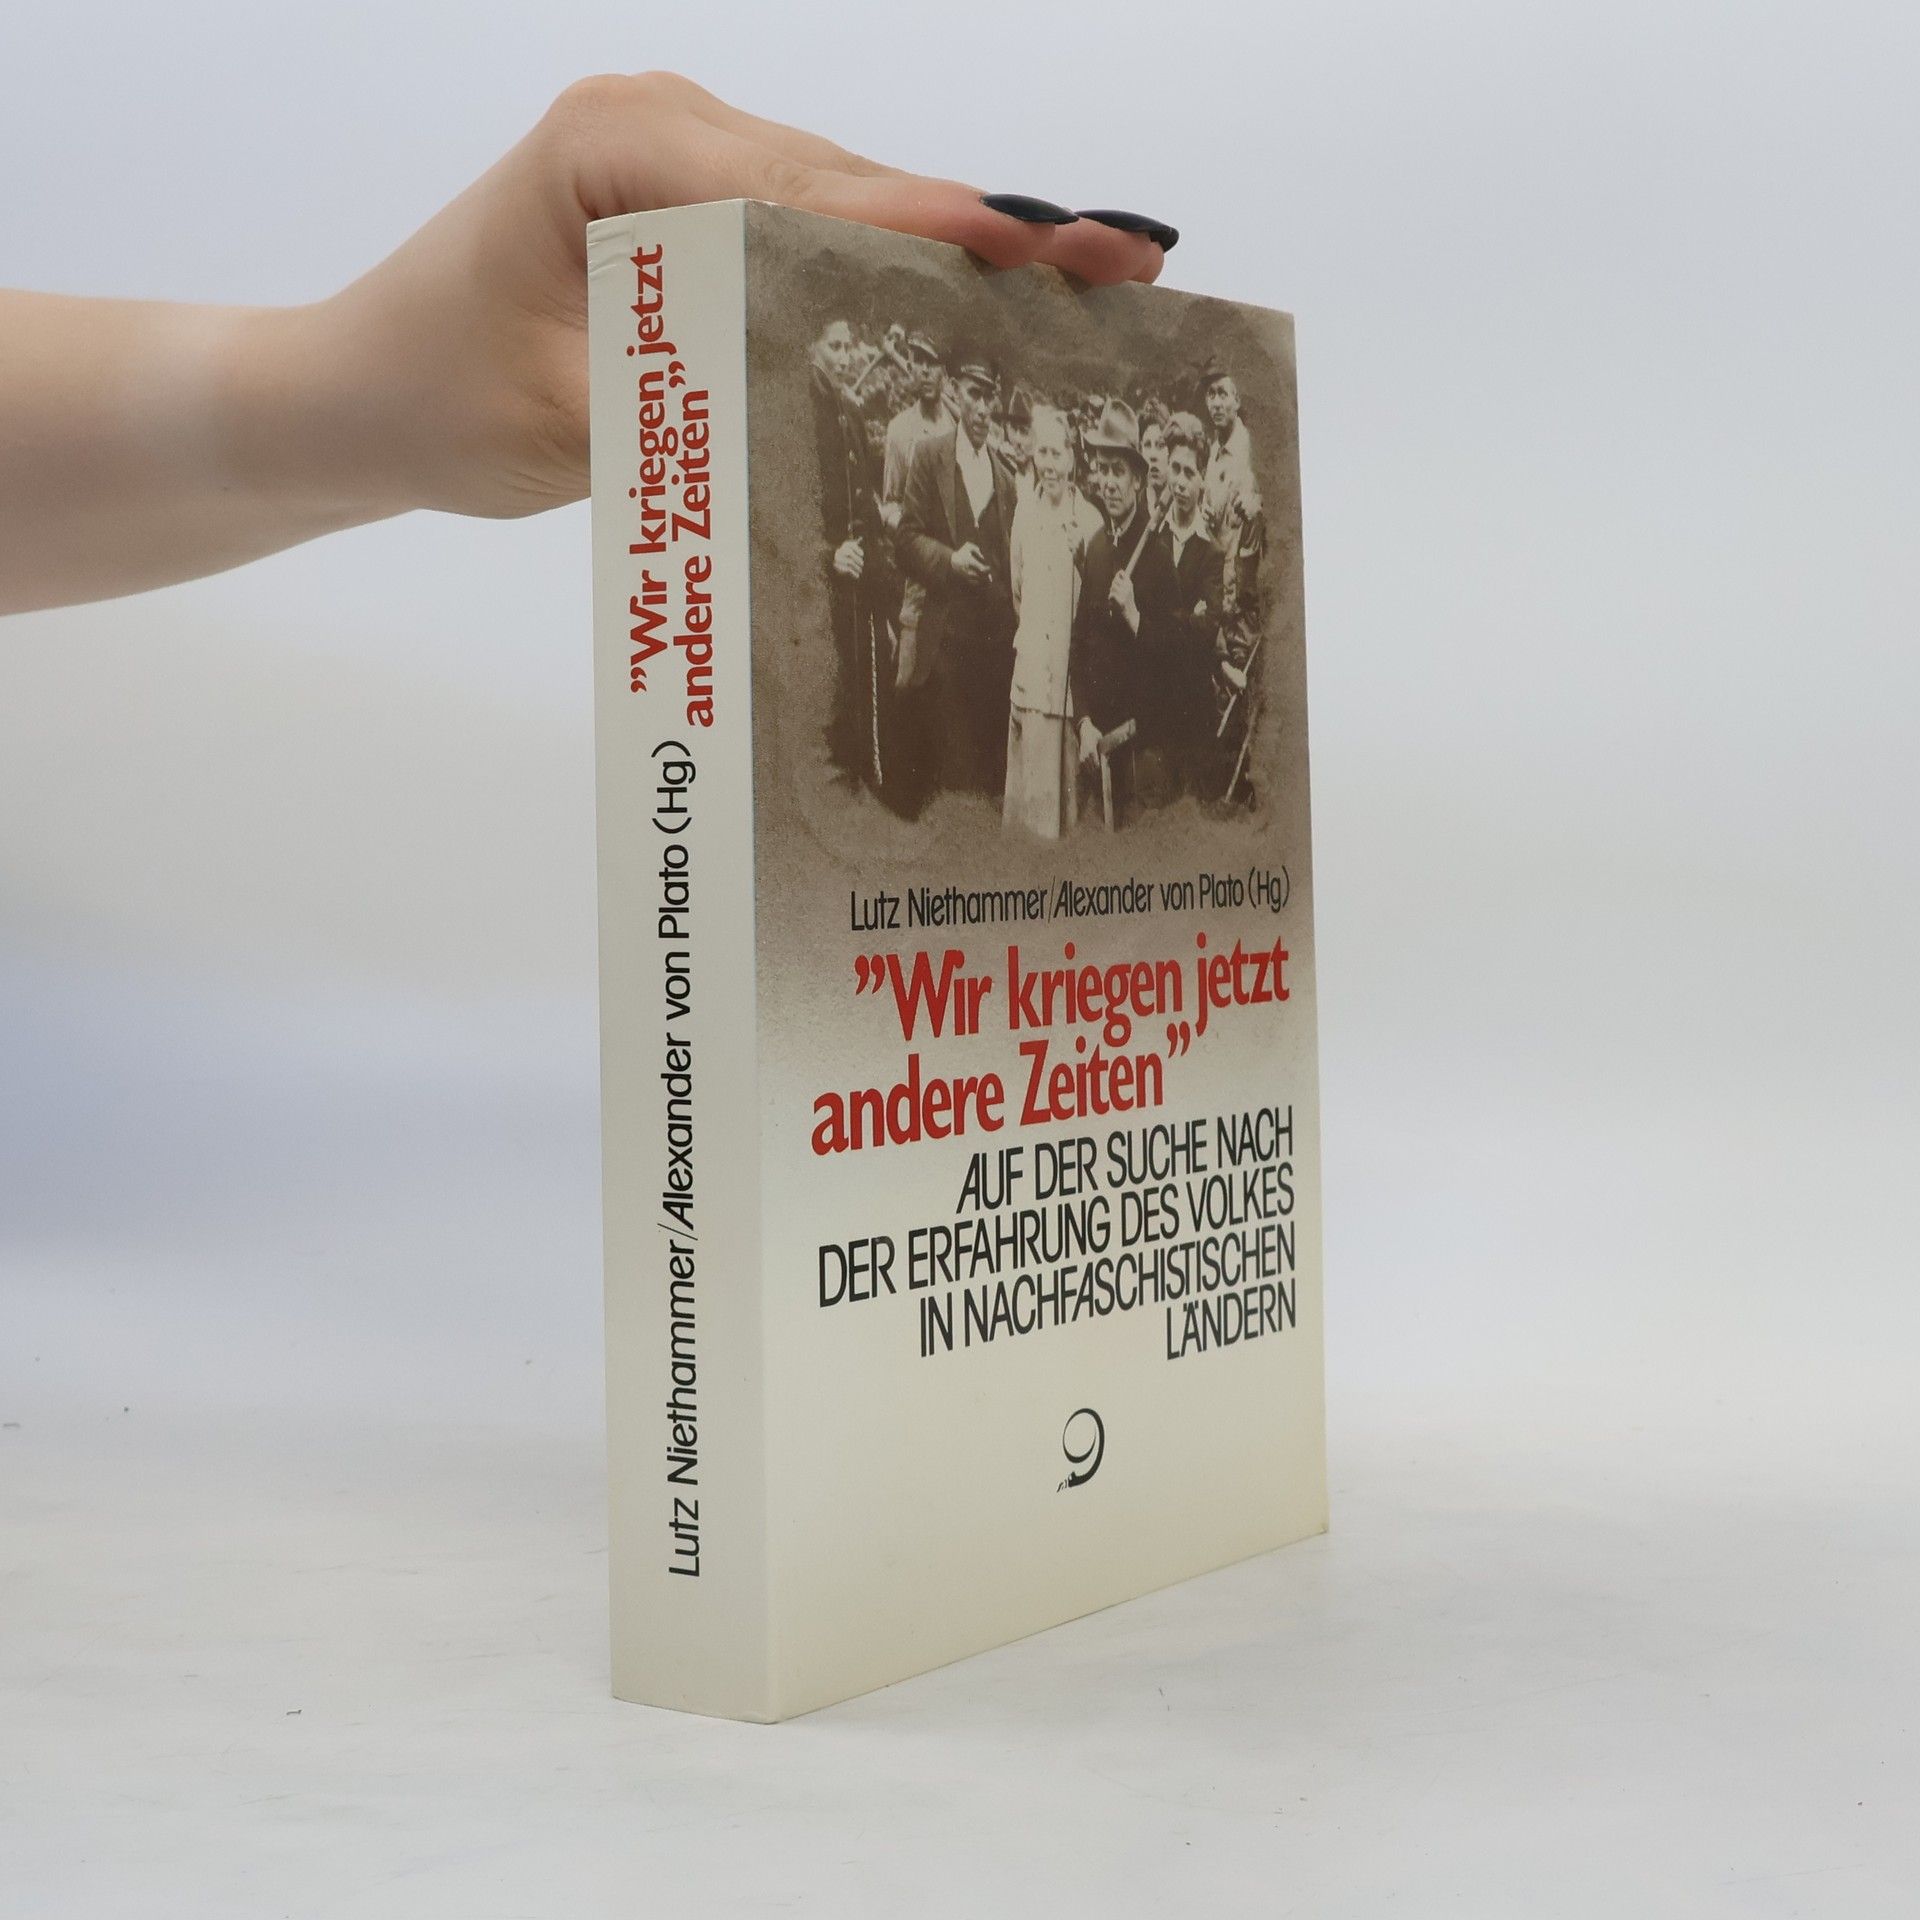 Lutz Niethammer/Alexander von Plato (Hg)
”Wir kriegen jetzt
andere Zeiten”
Lutz Niethammer/Alexander von Plato (Hg)
”Wir kriegen jetzt
andere Zeiten”
AUF DER SUCHE NACH
DER ERFAHRUNG DES VOLKES
IN NACHFASCHISTISCHEN
LÄNDERN